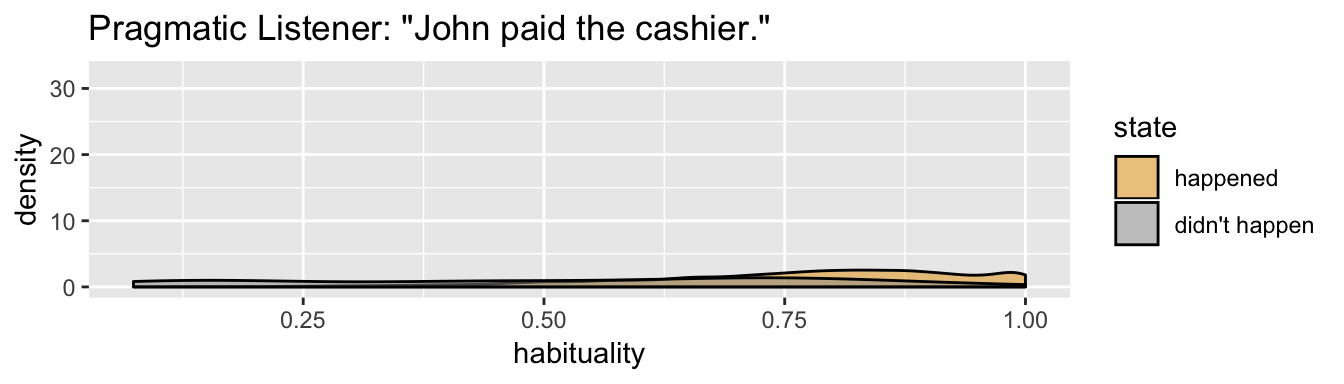 Pragmatic Listener: "John paid the cashier."
30
20
10
0
density
0.25 0.50 0.75 1.00
habituality
state
happened
didn't happen